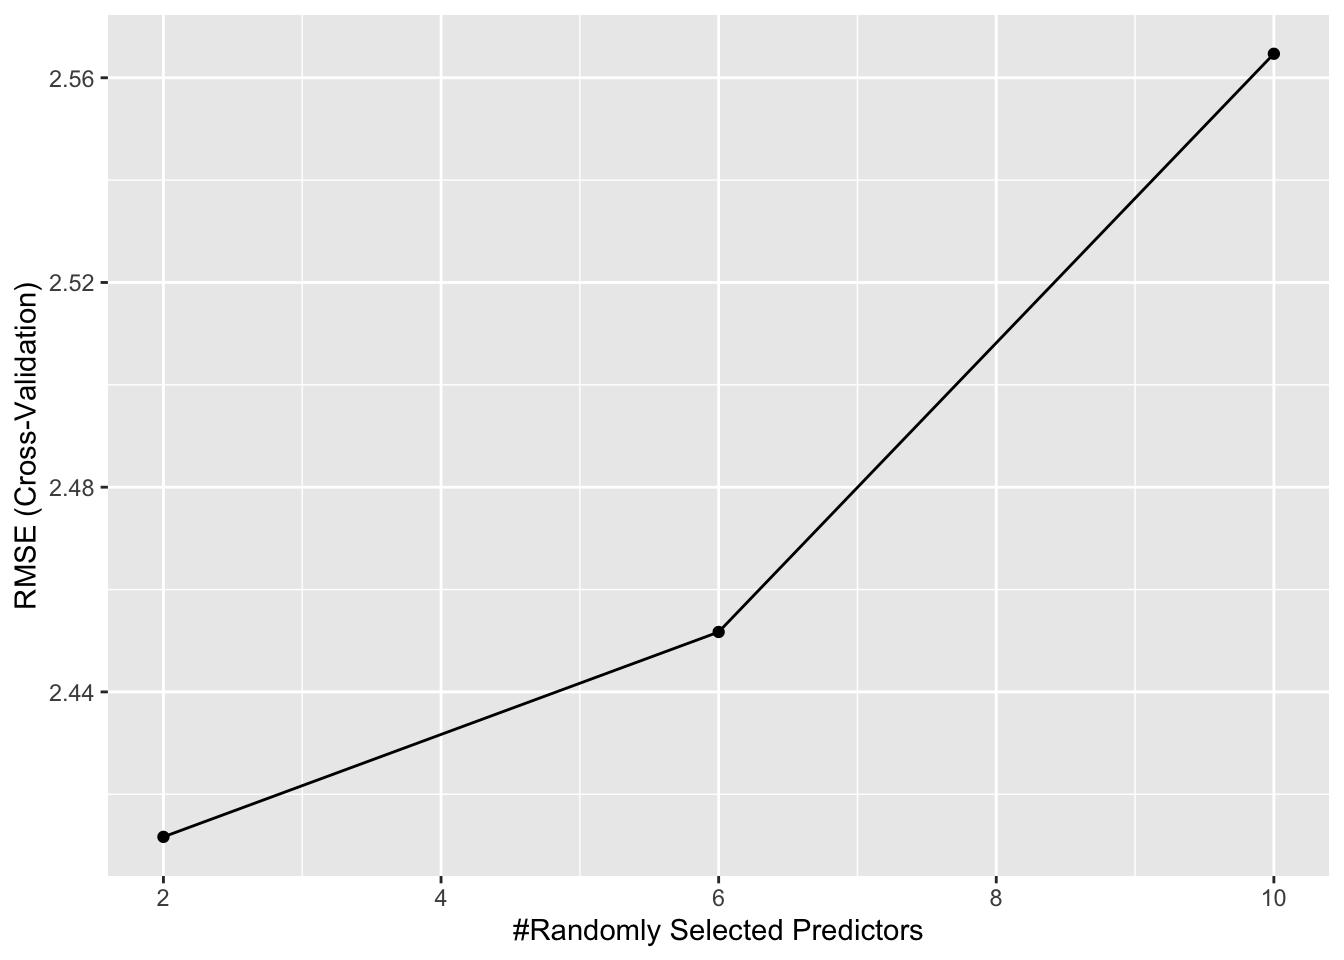 RMSE (Cross-Validation)
2.56
2.52
2.48
2.44
2 4 6 8 10
#Randomly Selected Predictors